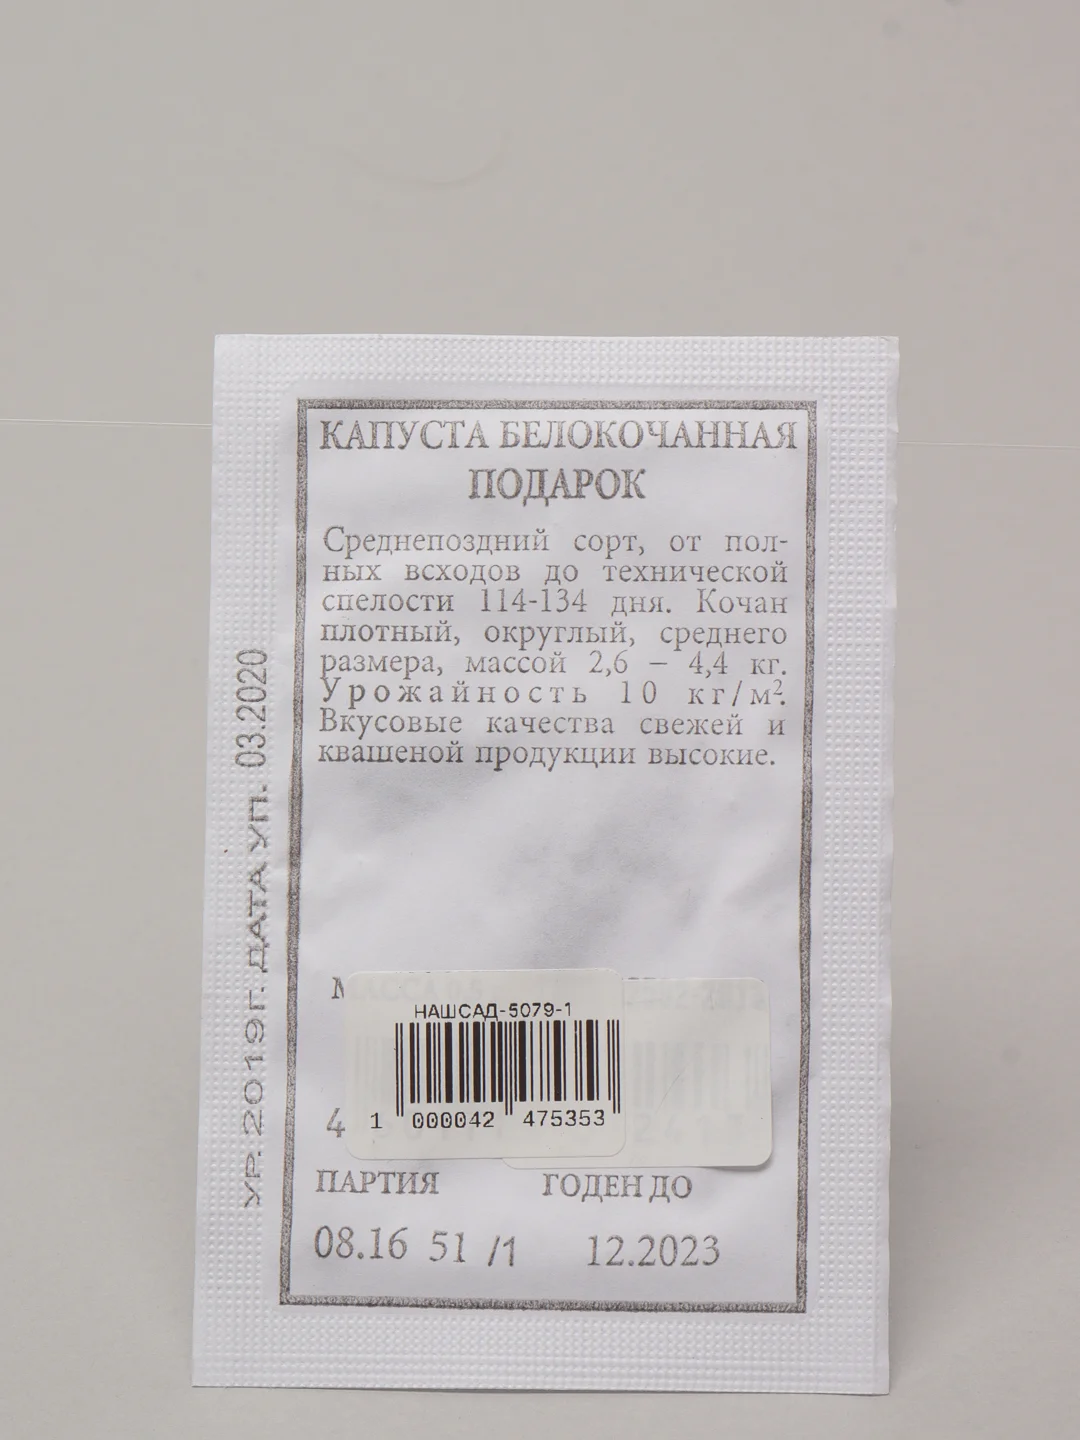 КАПУСТА БЕЛОКОЧАННАЯ
ПОДАРОК
Среднепоздний сорт, от пол-
ных всходов до технической
спелости 114-134 дня. Кочан
плотный, округлый, среднего
размера, массой 2,6 – 4,4 кг.
Урожайность 10 кг/м².
Вкусовые качества свежей и
квашеной продукции высокие.
УР. 2019г. ДАТА УП. 03.2020
НАШСАД-5079-1
1 000042 475353
4
ПАРТИЯ ГОДЕН ДО
08.16 51 /1 12.2023